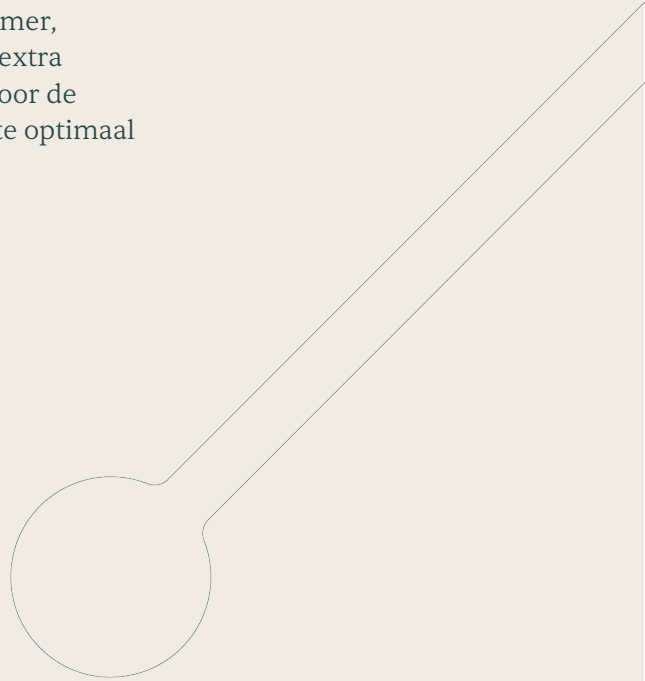 mer,
extra
oor de
te optimaal